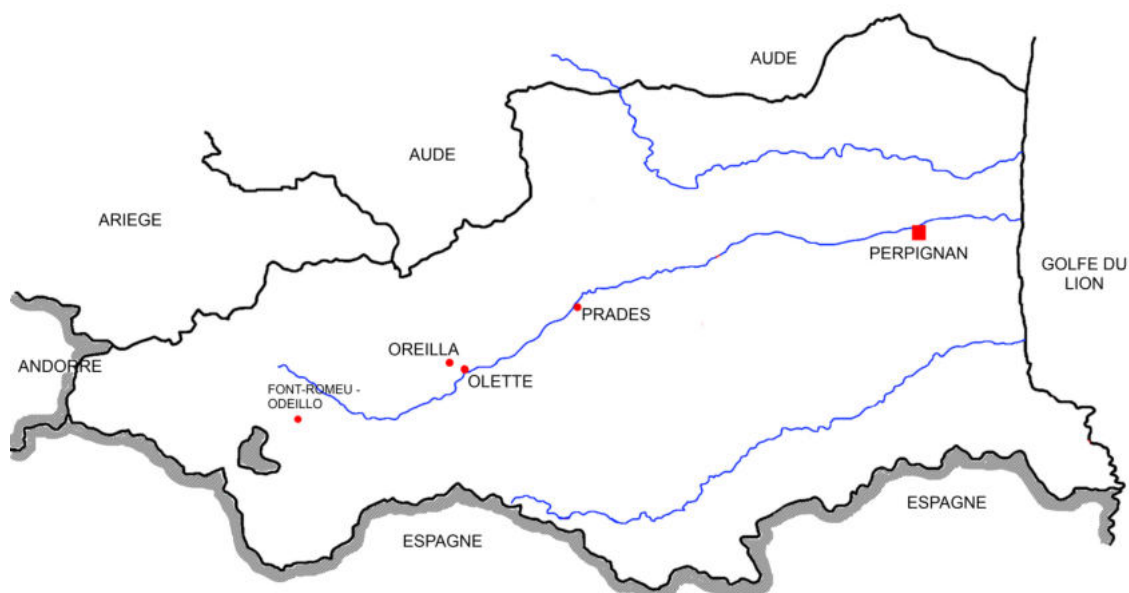 AUDE
AUDE
ARIEGE
PERPIGNAN
GOLFE DU
LION
PRADES
OREILLA
ANDORRE
OLETTE
FONT-ROMEU -
ODEILLO
ESPAGNE
ESPAGNE